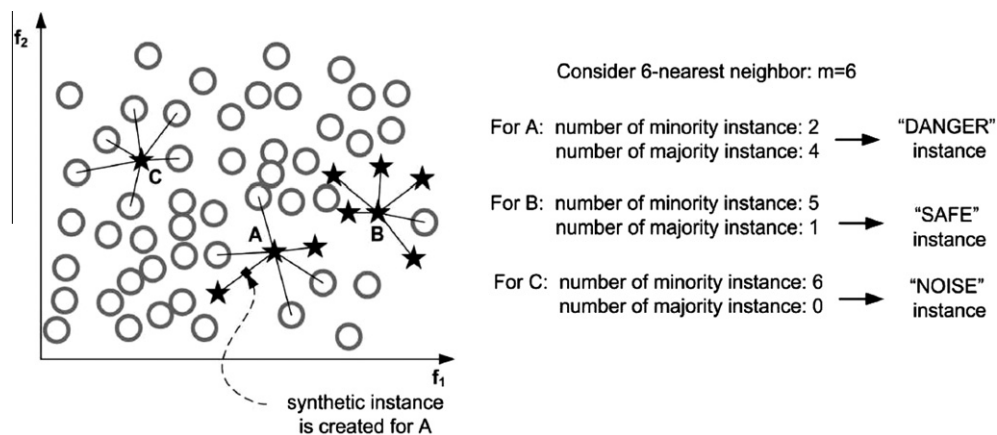 f₂
Consider 6-nearest neighbor: m=6
For A: number of minority instance: 2
number of majority instance: 4
“DANGER”
instance
For B: number of minority instance: 5
number of majority instance: 1
“SAFE”
instance
For C: number of minority instance: 6
number of majority instance: 0
“NOISE”
instance
C
A
B
f₁
synthetic instance
is created for A